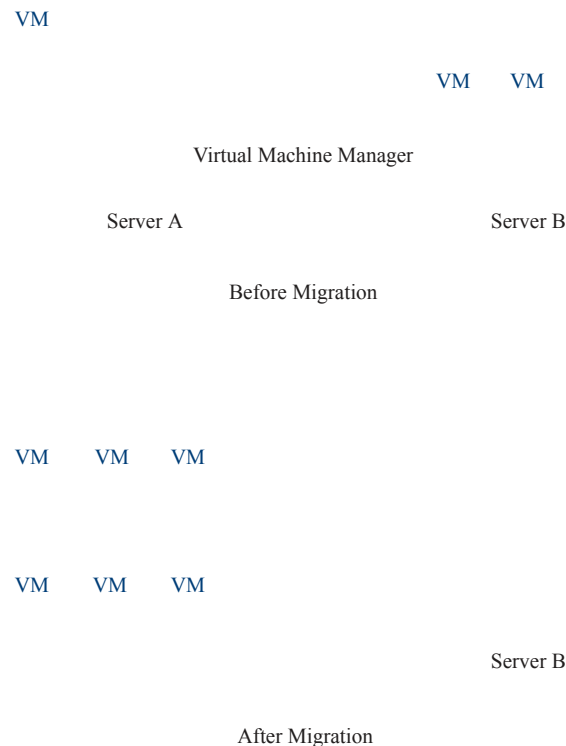 VM
VM VM
Virtual Machine Manager
Server A Server B
Before Migration
VM VM VM
VM VM VM
Server B
After Migration